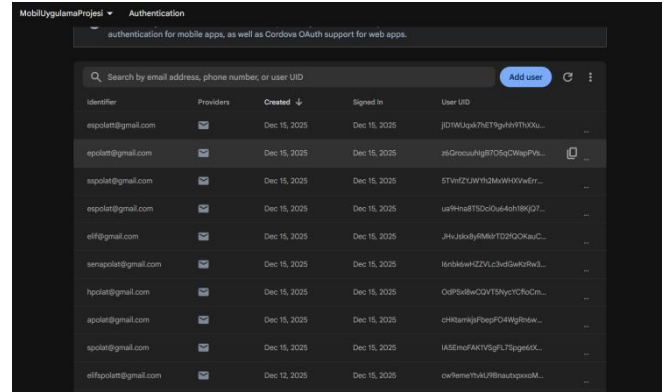 MobilUygulamaProjesi Authentication
authentication for mobile apps, as well as Cordova OAuth support for web apps.
Search by email address, phone number, or user UID Add user
Identifier Providers Created ↓ Signed In User UID
espolatt@gmail.com Dec 15, 2025 Dec 15, 2025
epolatt@gmail.com Dec 15, 2025 Dec 15, 2025
sspolat@gmail.com Dec 15, 2025 Dec 15, 2025
espolat@gmail.com Dec 15, 2025 Dec 15, 2025
elif@gmail.com Dec 15, 2025 Dec 15, 2025
senapolat@gmail.com Dec 15, 2025 Dec 15, 2025
hpolat@gmail.com Dec 15, 2025 Dec 15, 2025
apolat@gmail.com Dec 15, 2025 Dec 15, 2025
spolat@gmail.com Dec 15, 2025 Dec 15, 2025
elifspolatt@gmail.com Dec 12, 2025 Dec 15, 2025